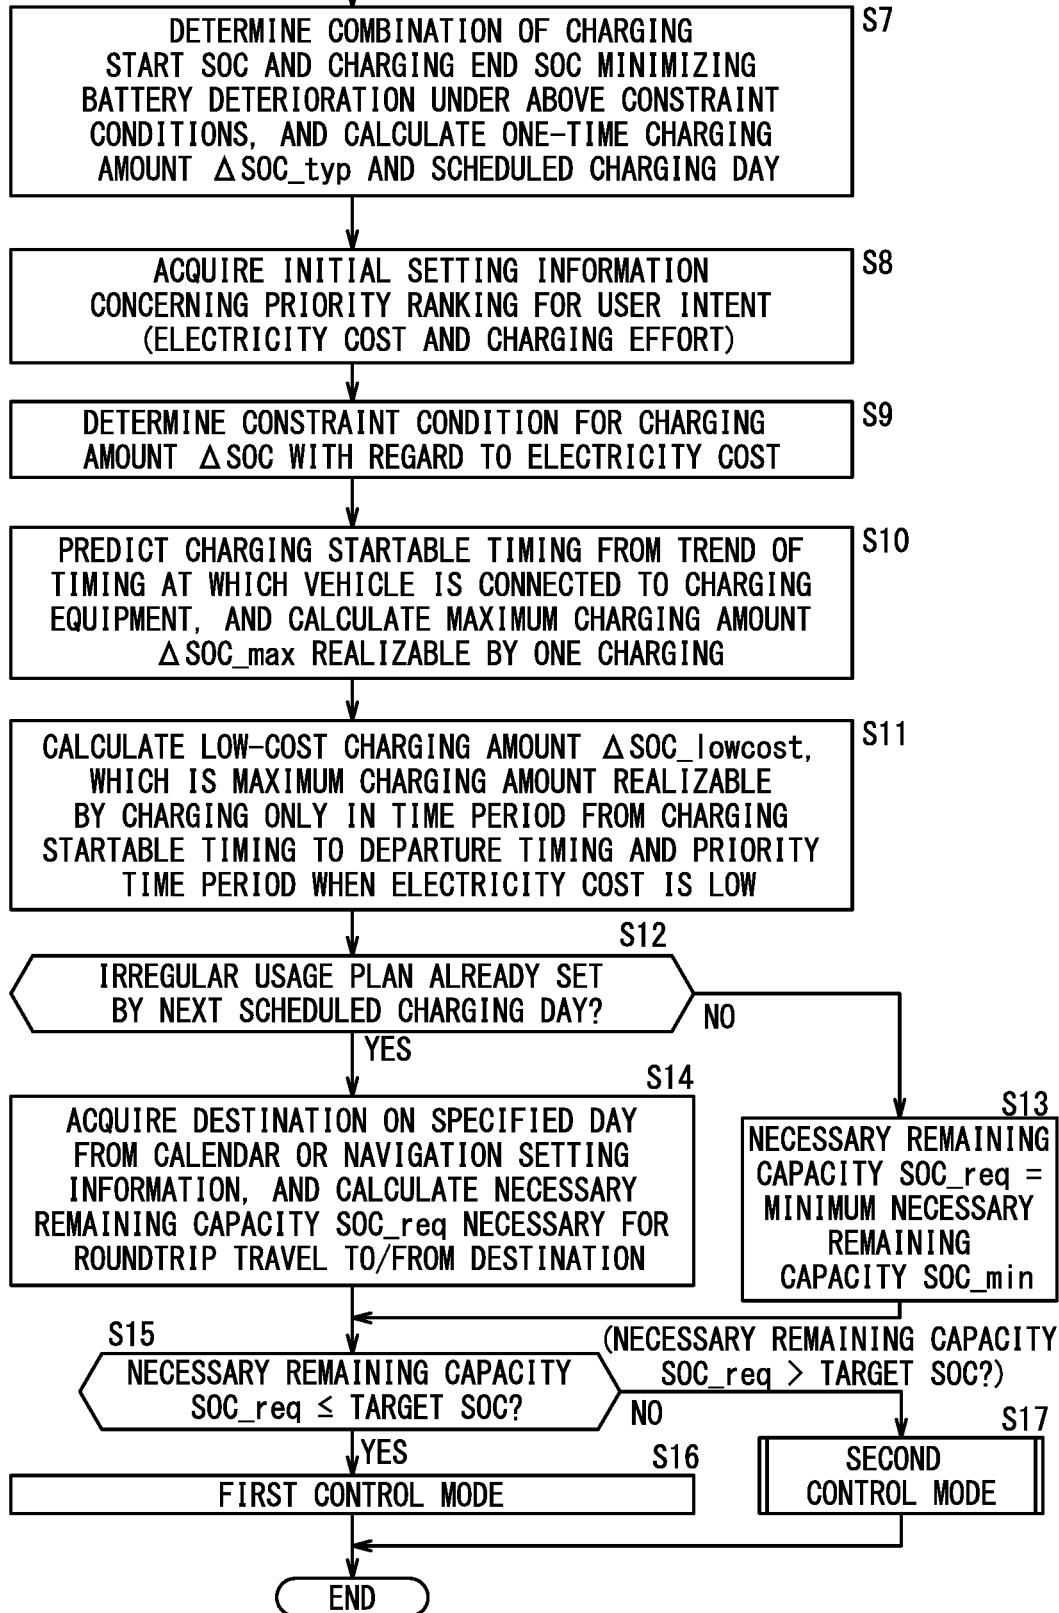 S7
DETERMINE COMBINATION OF CHARGING
START SOC AND CHARGING END SOC MINIMIZING
BATTERY DETERIORATION UNDER ABOVE CONSTRAINT
CONDITIONS, AND CALCULATE ONE-TIME CHARGING
AMOUNT ΔSOC_typ AND SCHEDULED CHARGING DAY
S8
ACQUIRE INITIAL SETTING INFORMATION
CONCERNING PRIORITY RANKING FOR USER INTENT
(ELECTRICITY COST AND CHARGING EFFORT)
S9
DETERMINE CONSTRAINT CONDITION FOR CHARGING
AMOUNT ΔSOC WITH REGARD TO ELECTRICITY COST
S10
PREDICT CHARGING STARTABLE TIMING FROM TREND OF
TIMING AT WHICH VEHICLE IS CONNECTED TO CHARGING
EQUIPMENT, AND CALCULATE MAXIMUM CHARGING AMOUNT
ΔSOC_max REALIZABLE BY ONE CHARGING
S11
CALCULATE LOW-COST CHARGING AMOUNT ΔSOC_lowcost,
WHICH IS MAXIMUM CHARGING AMOUNT REALIZABLE
BY CHARGING ONLY IN TIME PERIOD FROM CHARGING
STARTABLE TIMING TO DEPARTURE TIMING AND PRIORITY
TIME PERIOD WHEN ELECTRICITY COST IS LOW
S12
IRREGULAR USAGE PLAN ALREADY SET
BY NEXT SCHEDULED CHARGING DAY?
NO
YES
S14
ACQUIRE DESTINATION ON SPECIFIED DAY
FROM CALENDAR OR NAVIGATION SETTING
INFORMATION, AND CALCULATE NECESSARY
REMAINING CAPACITY SOC_req NECESSARY FOR
ROUNDTRIP TRAVEL TO/FROM DESTINATION
S13
NECESSARY REMAINING
CAPACITY SOC_req =
MINIMUM NECESSARY
REMAINING
CAPACITY SOC_min
S15
NECESSARY REMAINING CAPACITY
SOC_req ≤ TARGET SOC?
(NECESSARY REMAINING CAPACITY
SOC_req > TARGET SOC?)
NO
YES
S16
FIRST CONTROL MODE
S17
SECOND
CONTROL MODE
END